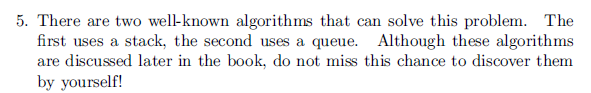 5. There are two well-known algorithms that can solve this problem. The
first uses a stack, the second uses a queue. Although these algorithms
are discussed later in the book, do not miss this chance to discover them
by yourself!